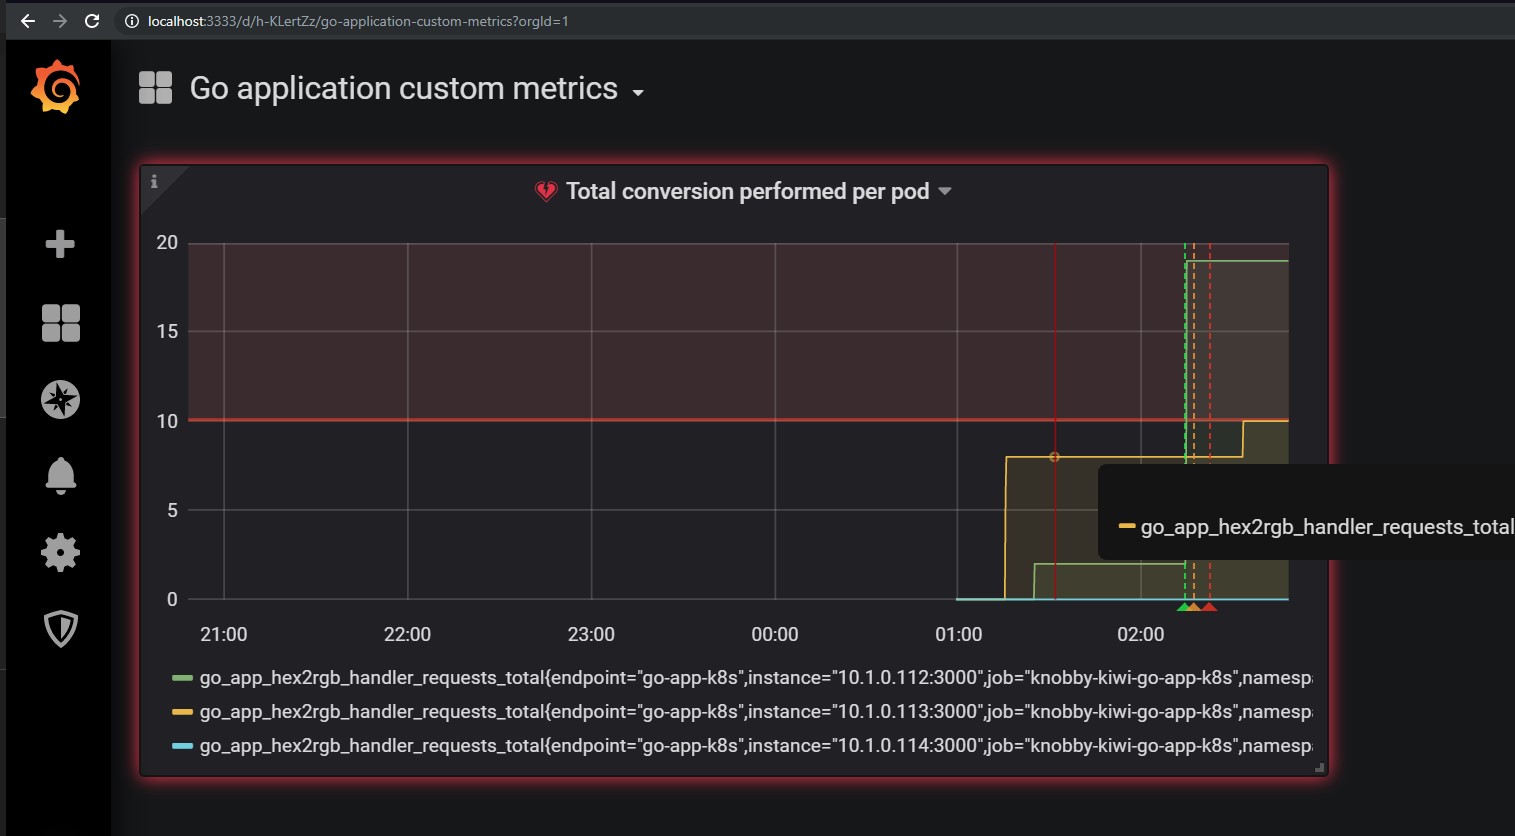 localhost:3333/d/h-KLertZz/go-application-custom-metrics?orgId=1
Go application custom metrics
i
Total conversion performed per pod
20
15
10
5
0
21:00 22:00 23:00 00:00 01:00 02:00
go_app_hex2rgb_handler_requests_total
go_app_hex2rgb_handler_requests_total{endpoint="go-app-k8s",instance="10.1.0.112:3000",job="knobby-kiwi-go-app-k8s",namesp
go_app_hex2rgb_handler_requests_total{endpoint="go-app-k8s",instance="10.1.0.113:3000",job="knobby-kiwi-go-app-k8s",namesp
go_app_hex2rgb_handler_requests_total{endpoint="go-app-k8s",instance="10.1.0.114:3000",job="knobby-kiwi-go-app-k8s",namesp